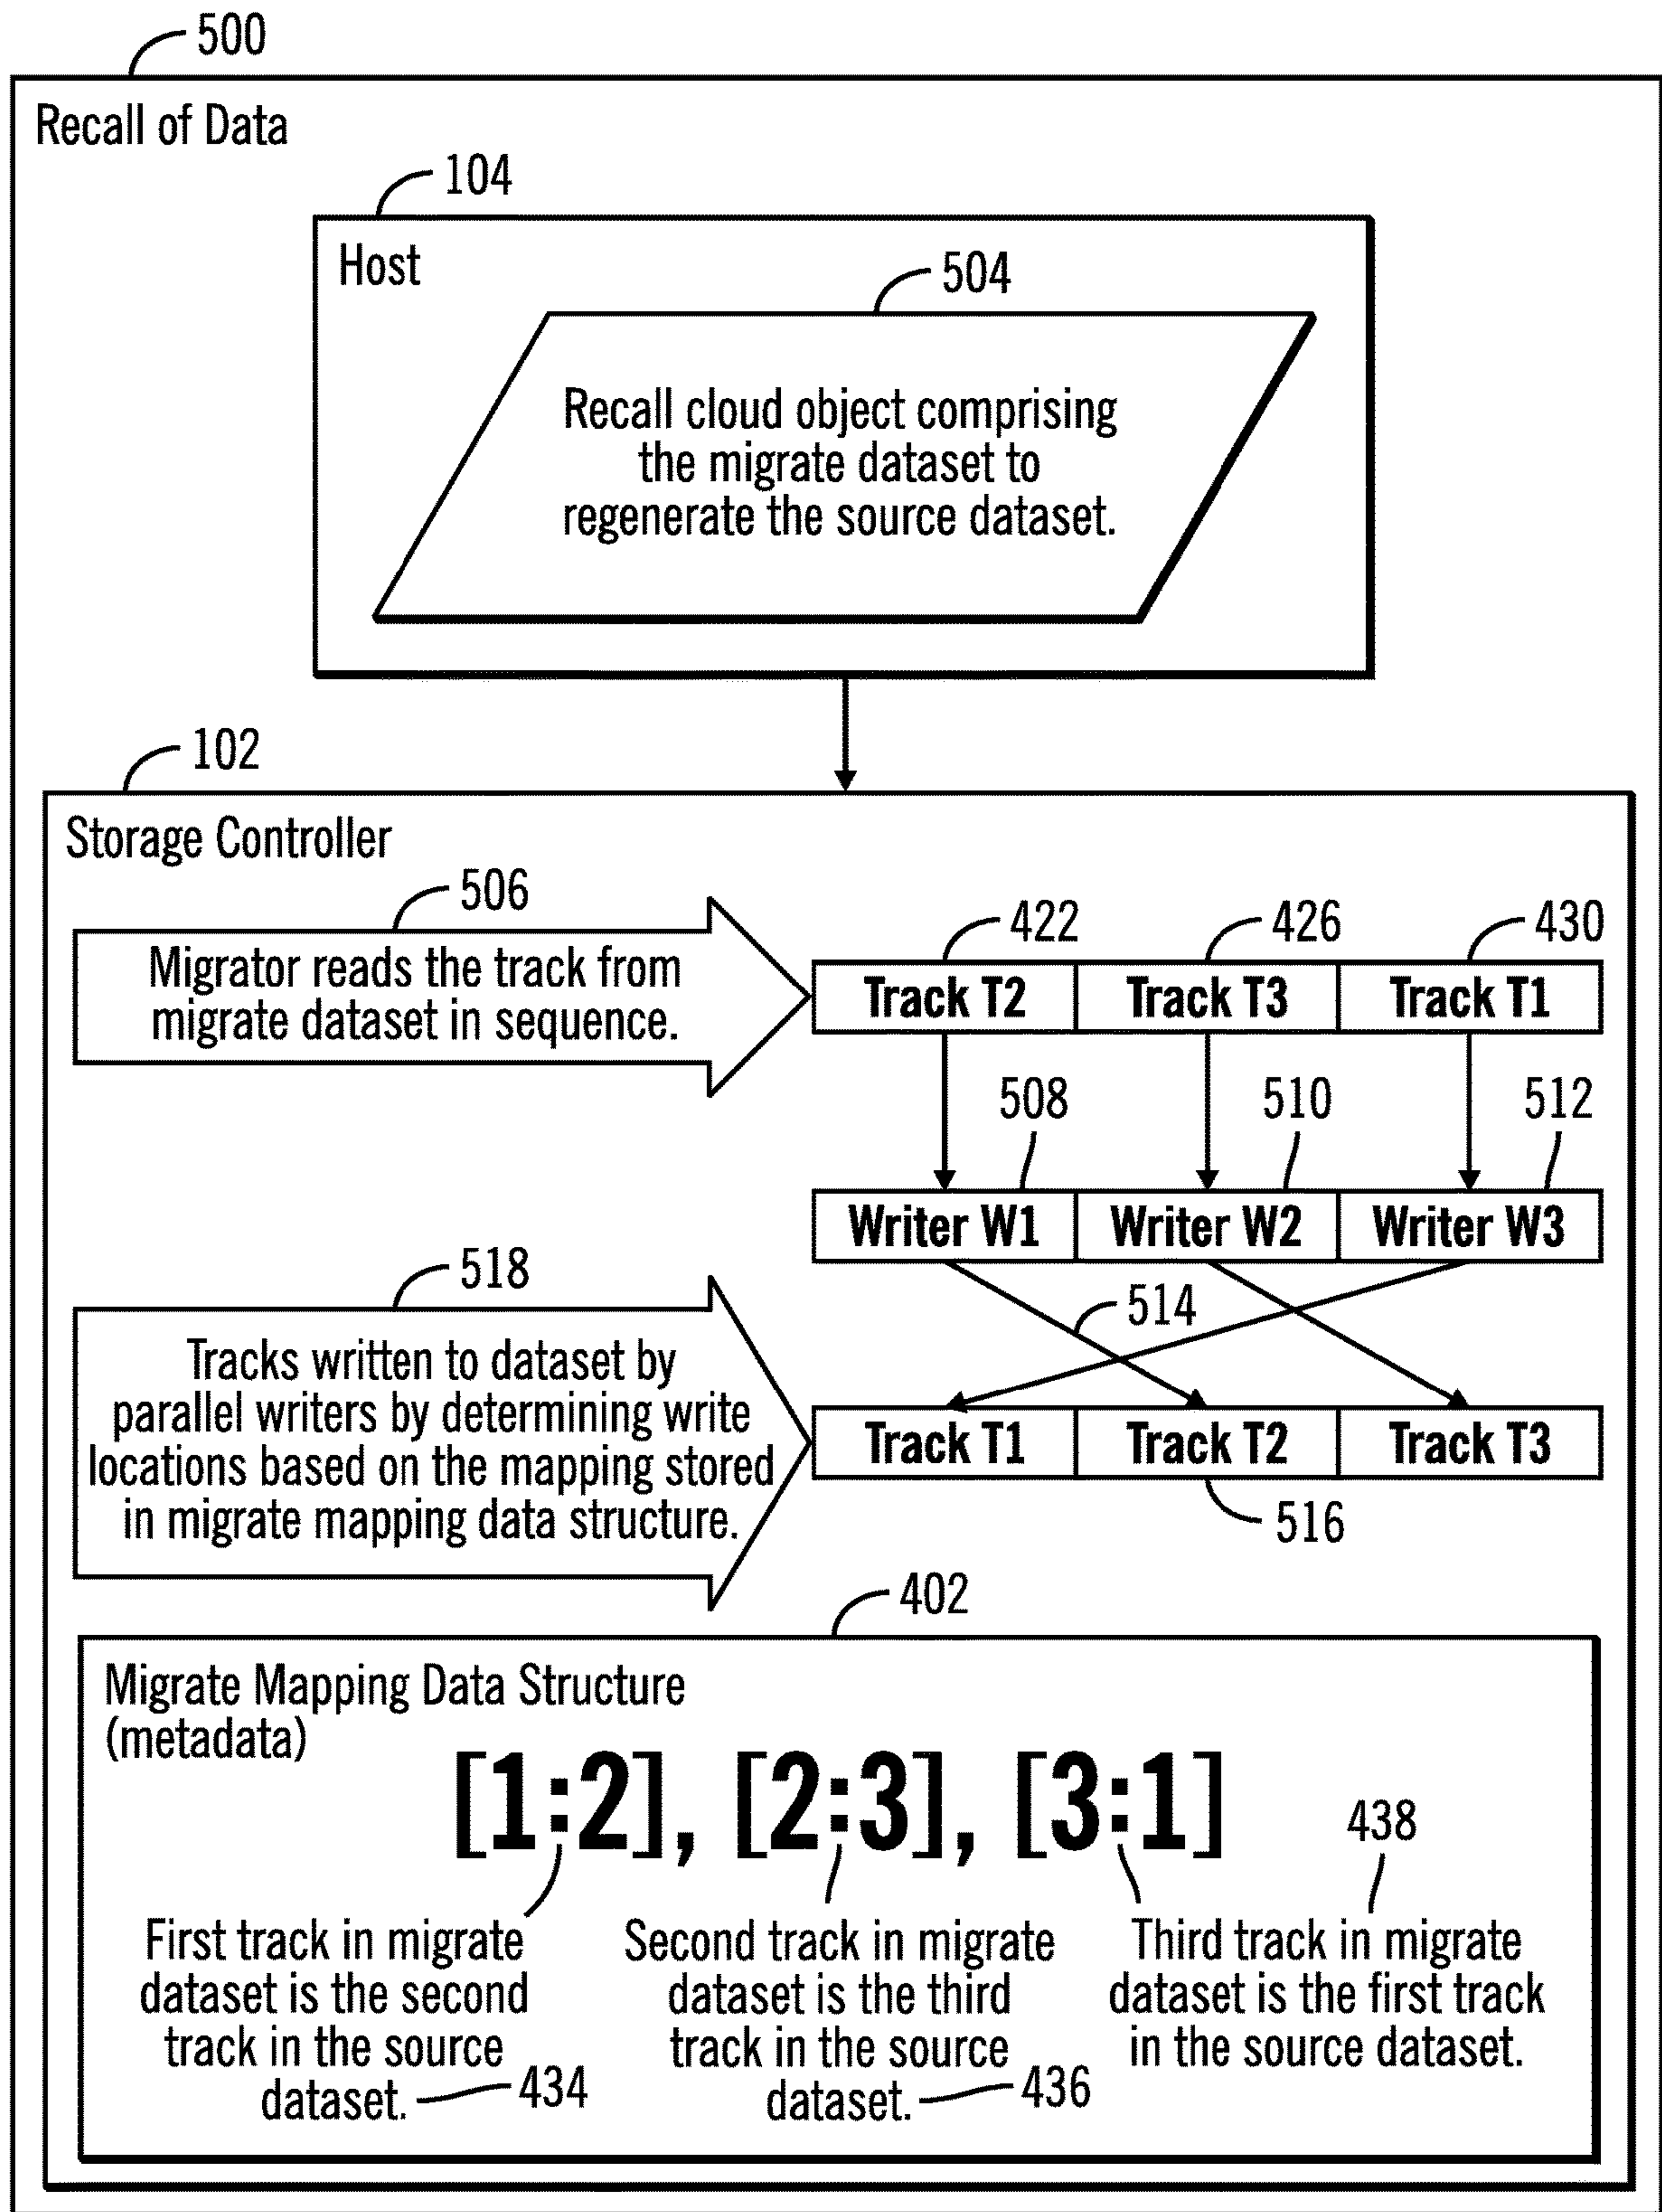 500
Recall of Data
104
Host
504
Recall cloud object comprising
the migrate dataset to
regenerate the source dataset.
102
Storage Controller
506
Migrator reads the track from
migrate dataset in sequence.
422
426
430
Track T2
Track T3
Track T1
508
510
512
Writer W1
Writer W2
Writer W3
514
518
Tracks written to dataset by
parallel writers by determining write
locations based on the mapping stored
in migrate mapping data structure.
Track T1
Track T2
Track T3
516
402
Migrate Mapping Data Structure
(metadata)
[1:2], [2:3], [3:1]
First track in migrate
dataset is the second
track in the source
dataset.
434
Second track in migrate
dataset is the third
track in the source
dataset.
436
438
Third track in migrate
dataset is the first track
in the source dataset.